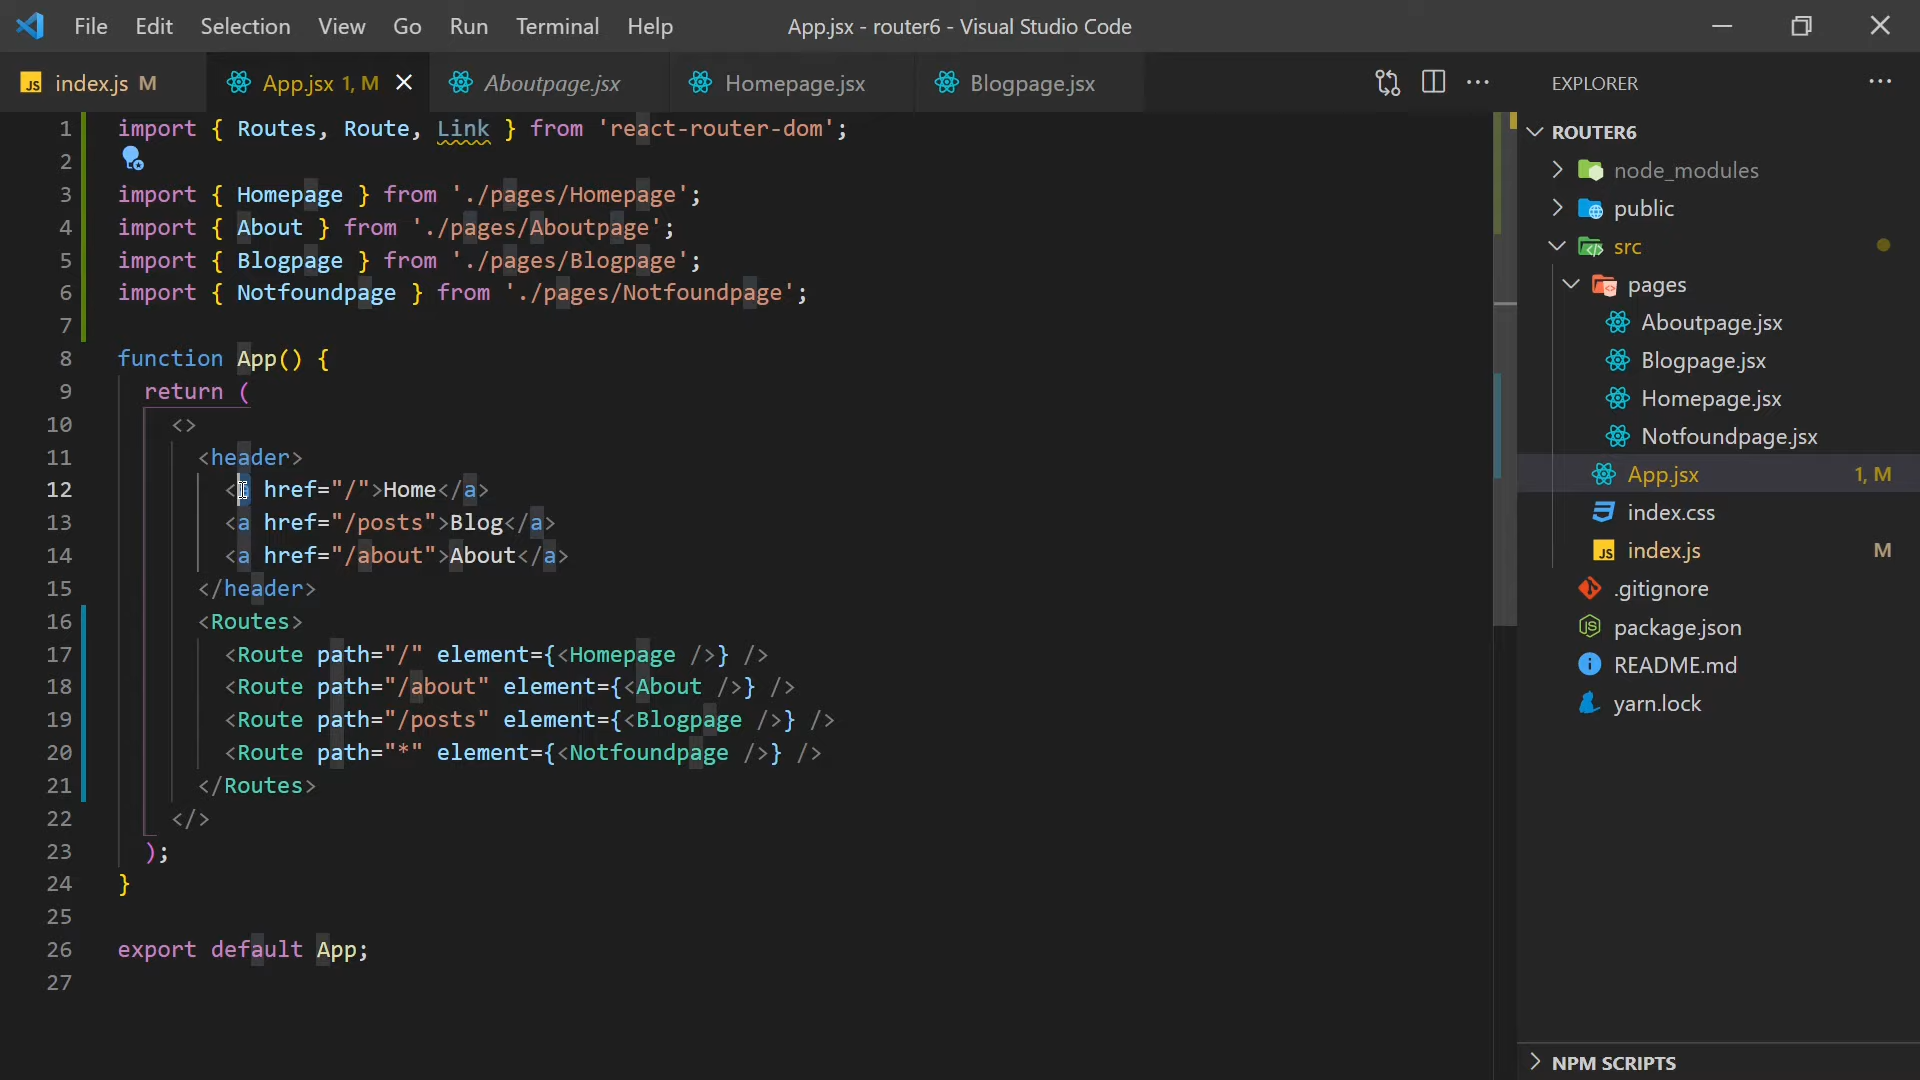 File Edit Selection View Go Run Terminal Help App.jsx - router6 - Visual Studio Code
JS index.js M App.jsx 1, M Aboutpage.jsx Homepage.jsx Blogpage.jsx
1 import { Routes, Route, Link } from 'react-router-dom';
2
3 import { Homepage } from './pages/Homepage';
4 import { About } from './pages/Aboutpage';
5 import { Blogpage } from './pages/Blogpage';
6 import { Notfoundpage } from './pages/Notfoundpage';
7
8 function App() {
9 return (
10 <>
11 <header>
12 <a href="/">Home</a>
13 <a href="/posts">Blog</a>
14 <a href="/about">About</a>
15 </header>
16 <Routes>
17 <Route path="/" element={<Homepage />} />
18 <Route path="/about" element={<About />} />
19 <Route path="/posts" element={<Blogpage />} />
20 <Route path="*" element={<Notfoundpage />} />
21 </Routes>
22 </>
23 );
24 }
25
26 export default App;
27
EXPLORER
ROUTER6
node_modules
public
src
pages
Aboutpage.jsx
Blogpage.jsx
Homepage.jsx
Notfoundpage.jsx
App.jsx 1, M
index.css
JS index.js M
.gitignore
package.json
README.md
yarn.lock
NPM SCRIPTS